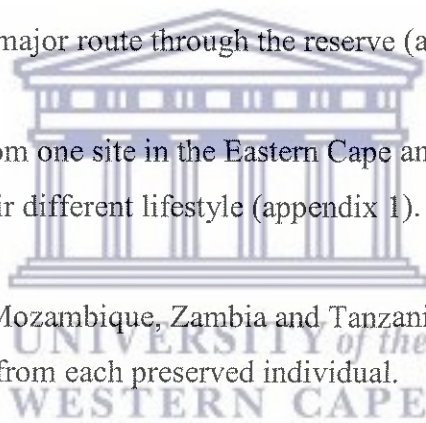 major route through the reserve (a
om one site in the Eastern Cape an
ir different lifestyle (appendix 1).
Mozambique, Zambia and Tanzani
UNIVERSITY of the
from each preserved individual.
WESTERN CAPE